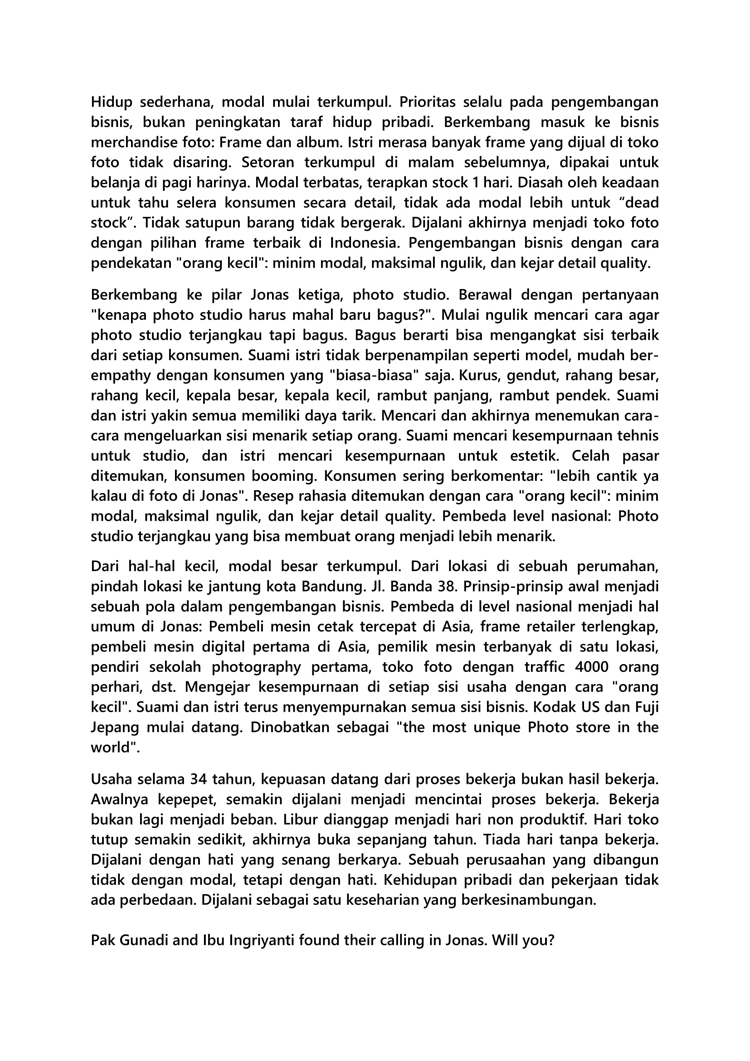 Hidup sederhana, modal mulai terkumpul. Prioritas selalu pada pengembangan
bisnis, bukan peningkatan taraf hidup pribadi. Berkembang masuk ke bisnis
merchandise foto: Frame dan album. Istri merasa banyak frame yang dijual di toko
foto tidak disaring. Setoran terkumpul di malam sebelumnya, dipakai untuk
belanja di pagi harinya. Modal terbatas, terapkan stock 1 hari. Diasah oleh keadaan
untuk tahu selera konsumen secara detail, tidak ada modal lebih untuk “dead
stock”. Tidak satupun barang tidak bergerak. Dijalani akhirnya menjadi toko foto
dengan pilihan frame terbaik di Indonesia. Pengembangan bisnis dengan cara
pendekatan "orang kecil": minim modal, maksimal ngulik, dan kejar detail quality.
Berkembang ke pilar Jonas ketiga, photo studio. Berawal dengan pertanyaan
"kenapa photo studio harus mahal baru bagus?". Mulai ngulik mencari cara agar
photo studio terjangkau tapi bagus. Bagus berarti bisa mengangkat sisi terbaik
dari setiap konsumen. Suami istri tidak berpenampilan seperti model, mudah ber-
empathy dengan konsumen yang "biasa-biasa" saja. Kurus, gendut, rahang besar,
rahang kecil, kepala besar, kepala kecil, rambut panjang, rambut pendek. Suami
dan istri yakin semua memiliki daya tarik. Mencari dan akhirnya menemukan cara-
cara mengeluarkan sisi menarik setiap orang. Suami mencari kesempurnaan tehnis
untuk studio, dan istri mencari kesempurnaan untuk estetik. Celah pasar
ditemukan, konsumen booming. Konsumen sering berkomentar: "lebih cantik ya
kalau di foto di Jonas". Resep rahasia ditemukan dengan cara "orang kecil": minim
modal, maksimal ngulik, dan kejar detail quality. Pembeda level nasional: Photo
studio terjangkau yang bisa membuat orang menjadi lebih menarik.
Dari hal-hal kecil, modal besar terkumpul. Dari lokasi di sebuah perumahan,
pindah lokasi ke jantung kota Bandung. Jl. Banda 38. Prinsip-prinsip awal menjadi
sebuah pola dalam pengembangan bisnis. Pembeda di level nasional menjadi hal
umum di Jonas: Pembeli mesin cetak tercepat di Asia, frame retailer terlengkap,
pembeli mesin digital pertama di Asia, pemilik mesin terbanyak di satu lokasi,
pendiri sekolah photography pertama, toko foto dengan traffic 4000 orang
perhari, dst. Mengejar kesempurnaan di setiap sisi usaha dengan cara "orang
kecil". Suami dan istri terus menyempurnakan semua sisi bisnis. Kodak US dan Fuji
Jepang mulai datang. Dinobatkan sebagai "the most unique Photo store in the
world".
Usaha selama 34 tahun, kepuasan datang dari proses bekerja bukan hasil bekerja.
Awalnya kepepet, semakin dijalani menjadi mencintai proses bekerja. Bekerja
bukan lagi menjadi beban. Libur dianggap menjadi hari non produktif. Hari toko
tutup semakin sedikit, akhirnya buka sepanjang tahun. Tiada hari tanpa bekerja.
Dijalani dengan hati yang senang berkarya. Sebuah perusahaan yang dibangun
tidak dengan modal, tetapi dengan hati. Kehidupan pribadi dan pekerjaan tidak
ada perbedaan. Dijalani sebagai satu keseharian yang berkesinambungan.
Pak Gunadi and Ibu Ingriyanti found their calling in Jonas. Will you?